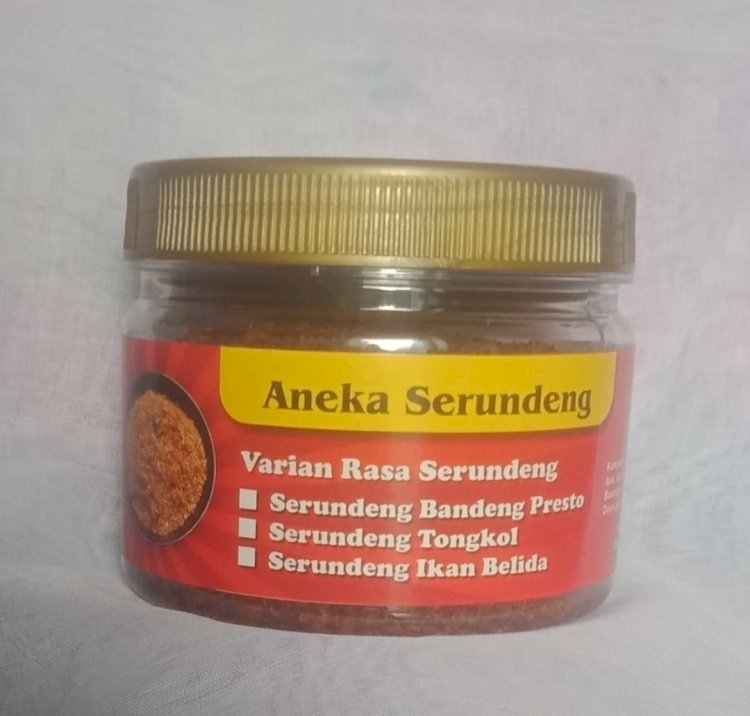 Aneka Serundeng
Varian Rasa Serundeng
Serundeng Bandeng Presto
Serundeng Tongkol
Serundeng Ikan Belida